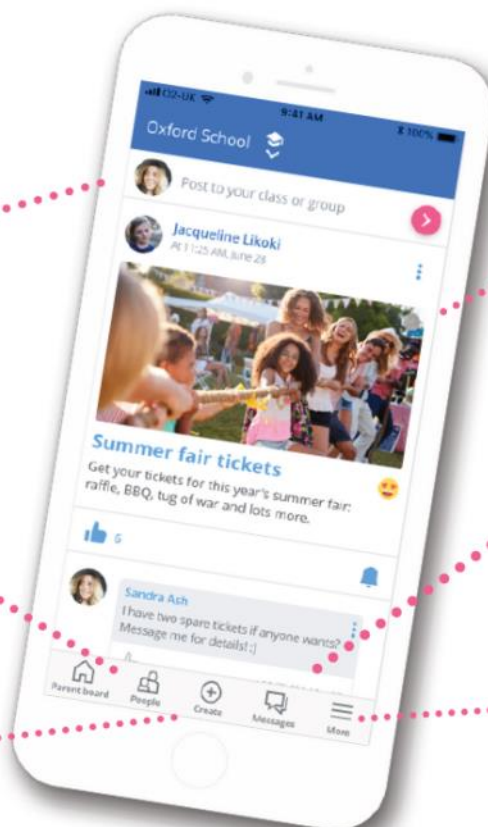 O2-UK
9:41 AM
100%
Oxford School
Post to your class or group
Jacqueline Likoki
At 11:25 AM, June 28
Summer fair tickets
Get your tickets for this year's summer fair:
raffle, BBQ, tug of war and lots more.
6
Sandra Ash
I have two spare tickets if anyone wants?
Message me for details! :)
Parent board
People
Create
Messages
More